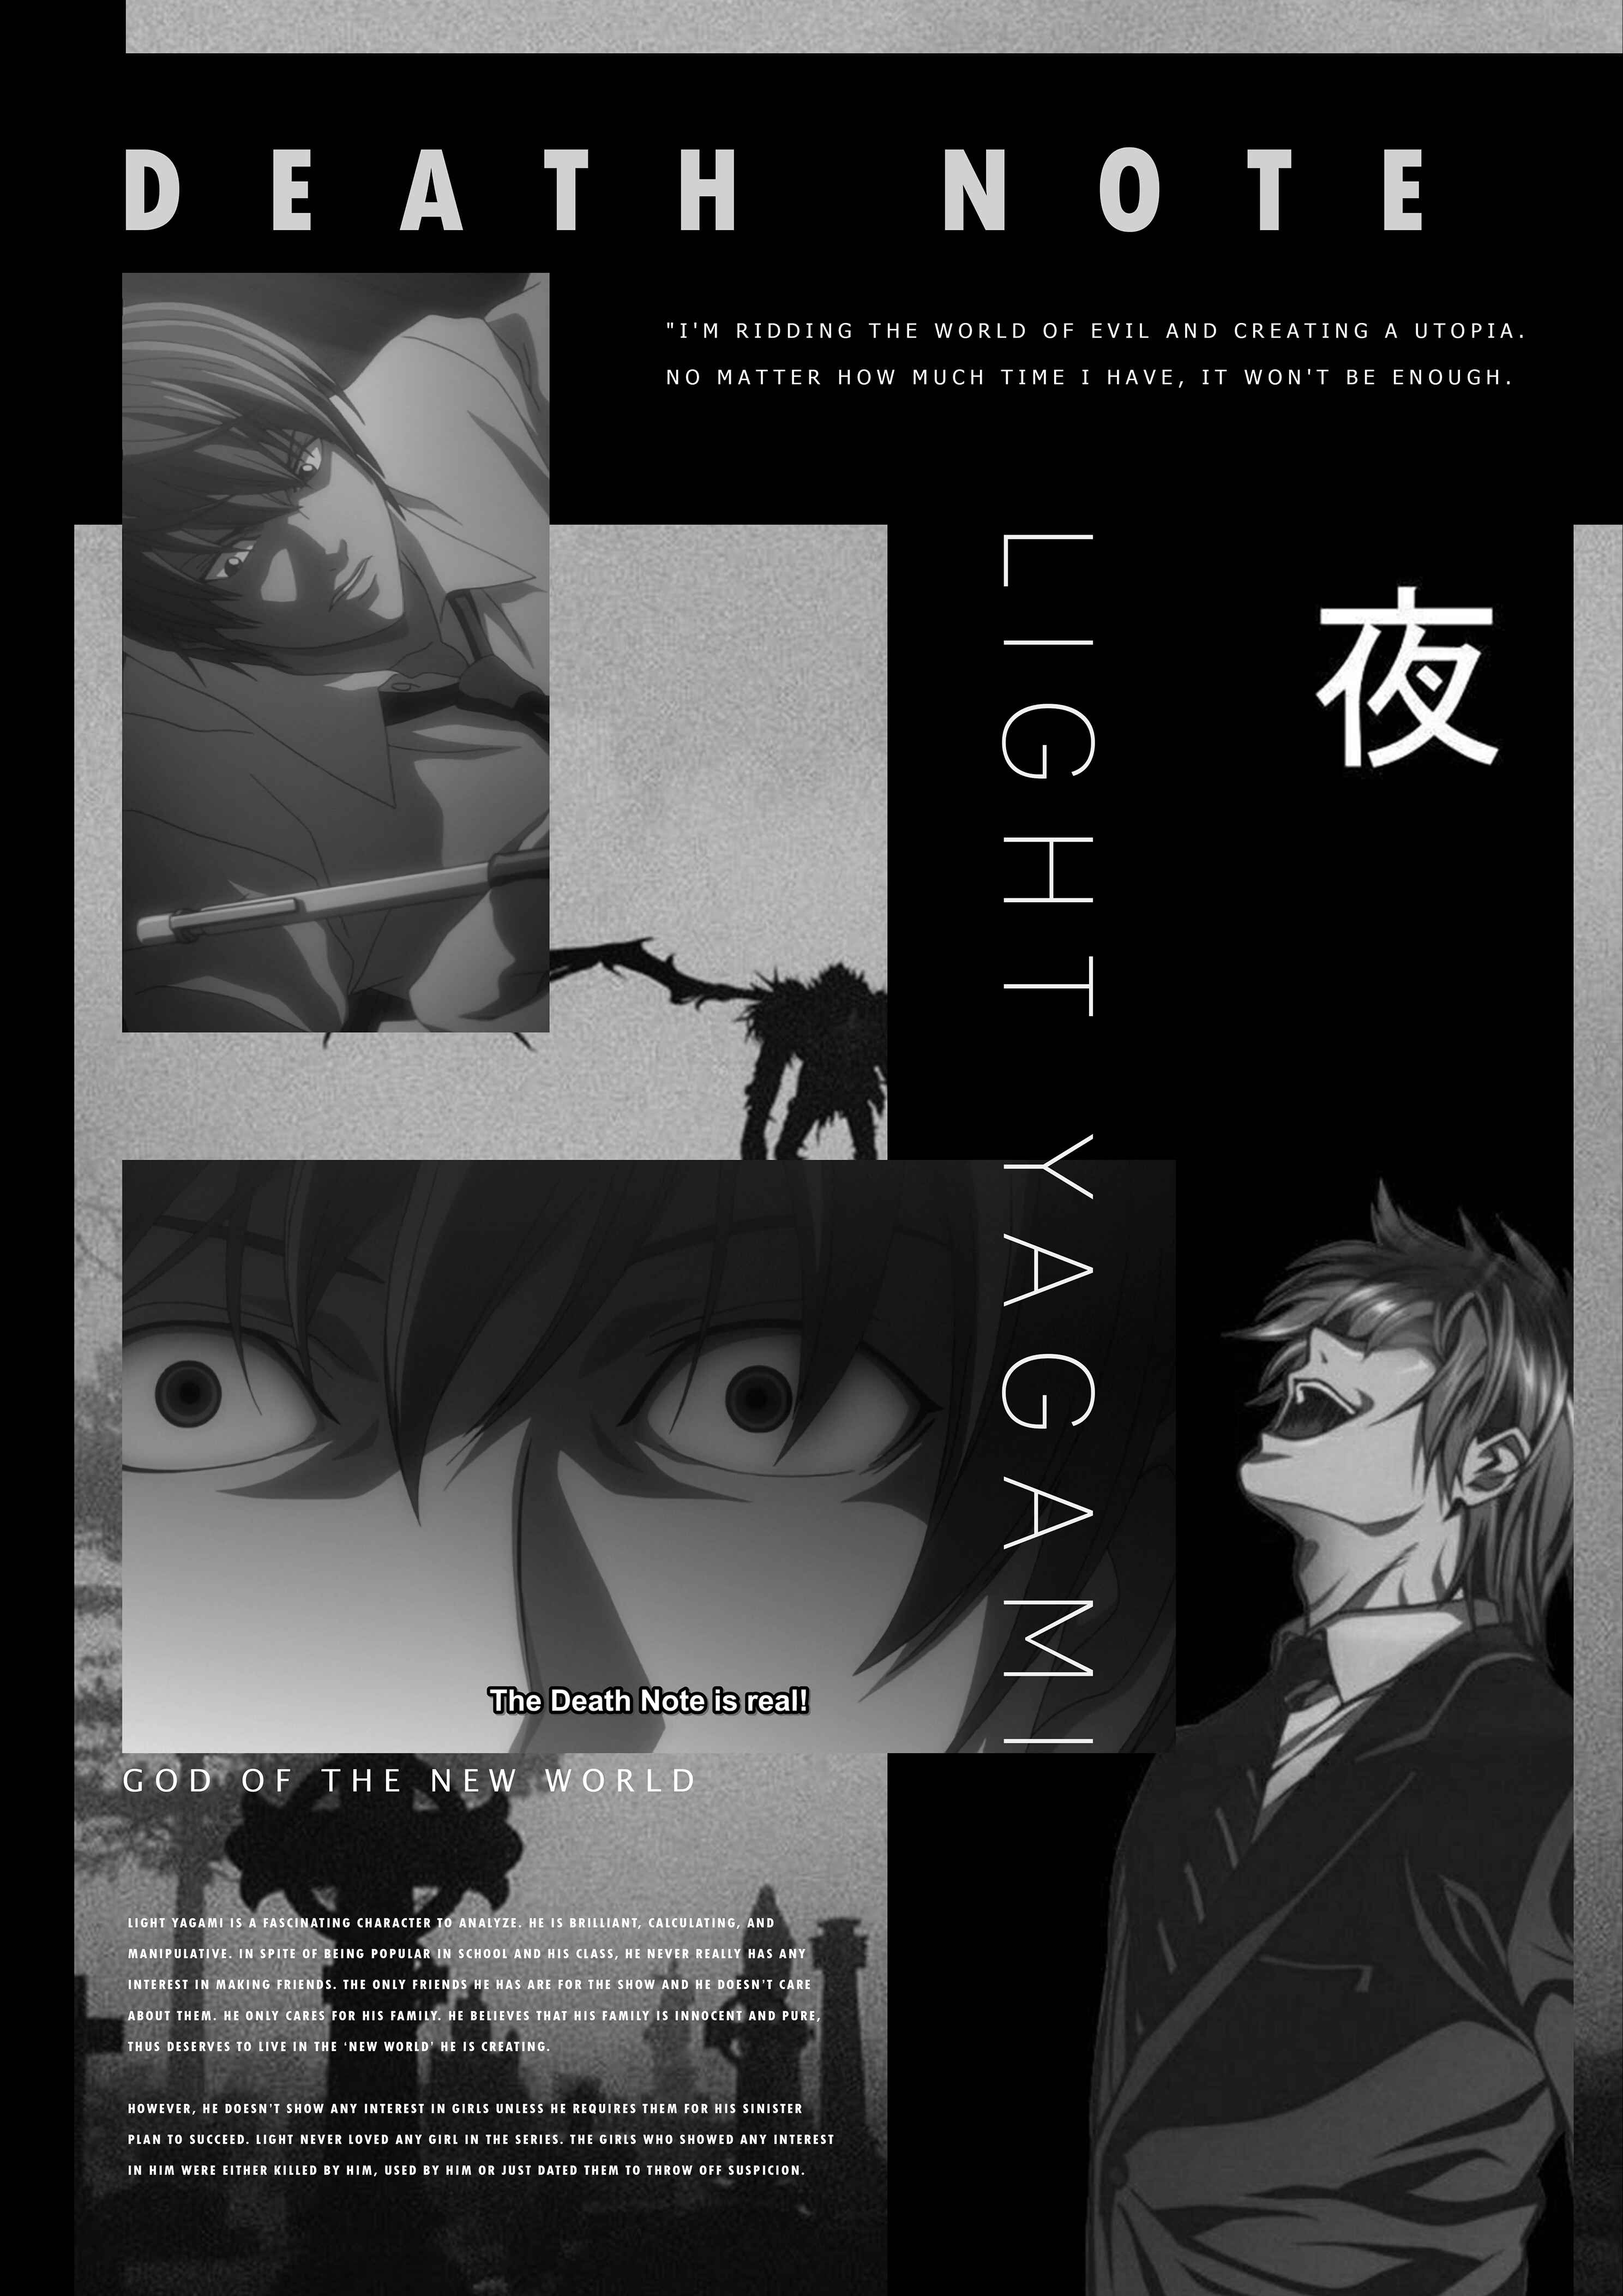 DEATH NOTE
"I'M RIDDING THE WORLD OF EVIL AND CREATING A UTOPIA.
NO MATTER HOW MUCH TIME I HAVE, IT WON'T BE ENOUGH.
LIGHT YAGAMI
夜
The Death Note is real!
GOD OF THE NEW WORLD
LIGHT YAGAMI IS A FASCINATING CHARACTER TO ANALYZE. HE IS BRILLIANT, CALCULATING, AND
MANIPULATIVE. IN SPITE OF BEING POPULAR IN SCHOOL AND HIS CLASS, HE NEVER REALLY HAS ANY
INTEREST IN MAKING FRIENDS. THE ONLY FRIENDS HE HAS ARE FOR THE SHOW AND HE DOESN'T CARE
ABOUT THEM. HE ONLY CARES FOR HIS FAMILY. HE BELIEVES THAT HIS FAMILY IS INNOCENT AND PURE,
THUS DESERVES TO LIVE IN THE ‘NEW WORLD’ HE IS CREATING.
HOWEVER, HE DOESN'T SHOW ANY INTEREST IN GIRLS UNLESS HE REQUIRES THEM FOR HIS SINISTER
PLAN TO SUCCEED. LIGHT NEVER LOVED ANY GIRL IN THE SERIES. THE GIRLS WHO SHOWED ANY INTEREST
IN HIM WERE EITHER KILLED BY HIM, USED BY HIM OR JUST DATED THEM TO THROW OFF SUSPICION.